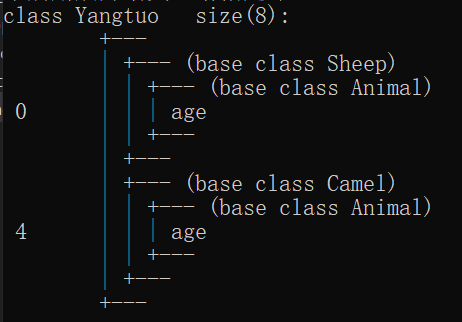 class Yangtuo   size(8):
        +---
        | +--- (base class Sheep)
        | | +--- (base class Animal)
 0      | | | age
        | | +---
        | +---
        | +--- (base class Camel)
        | | +--- (base class Animal)
 4      | | | age
        | | +---
        | +---
        +---